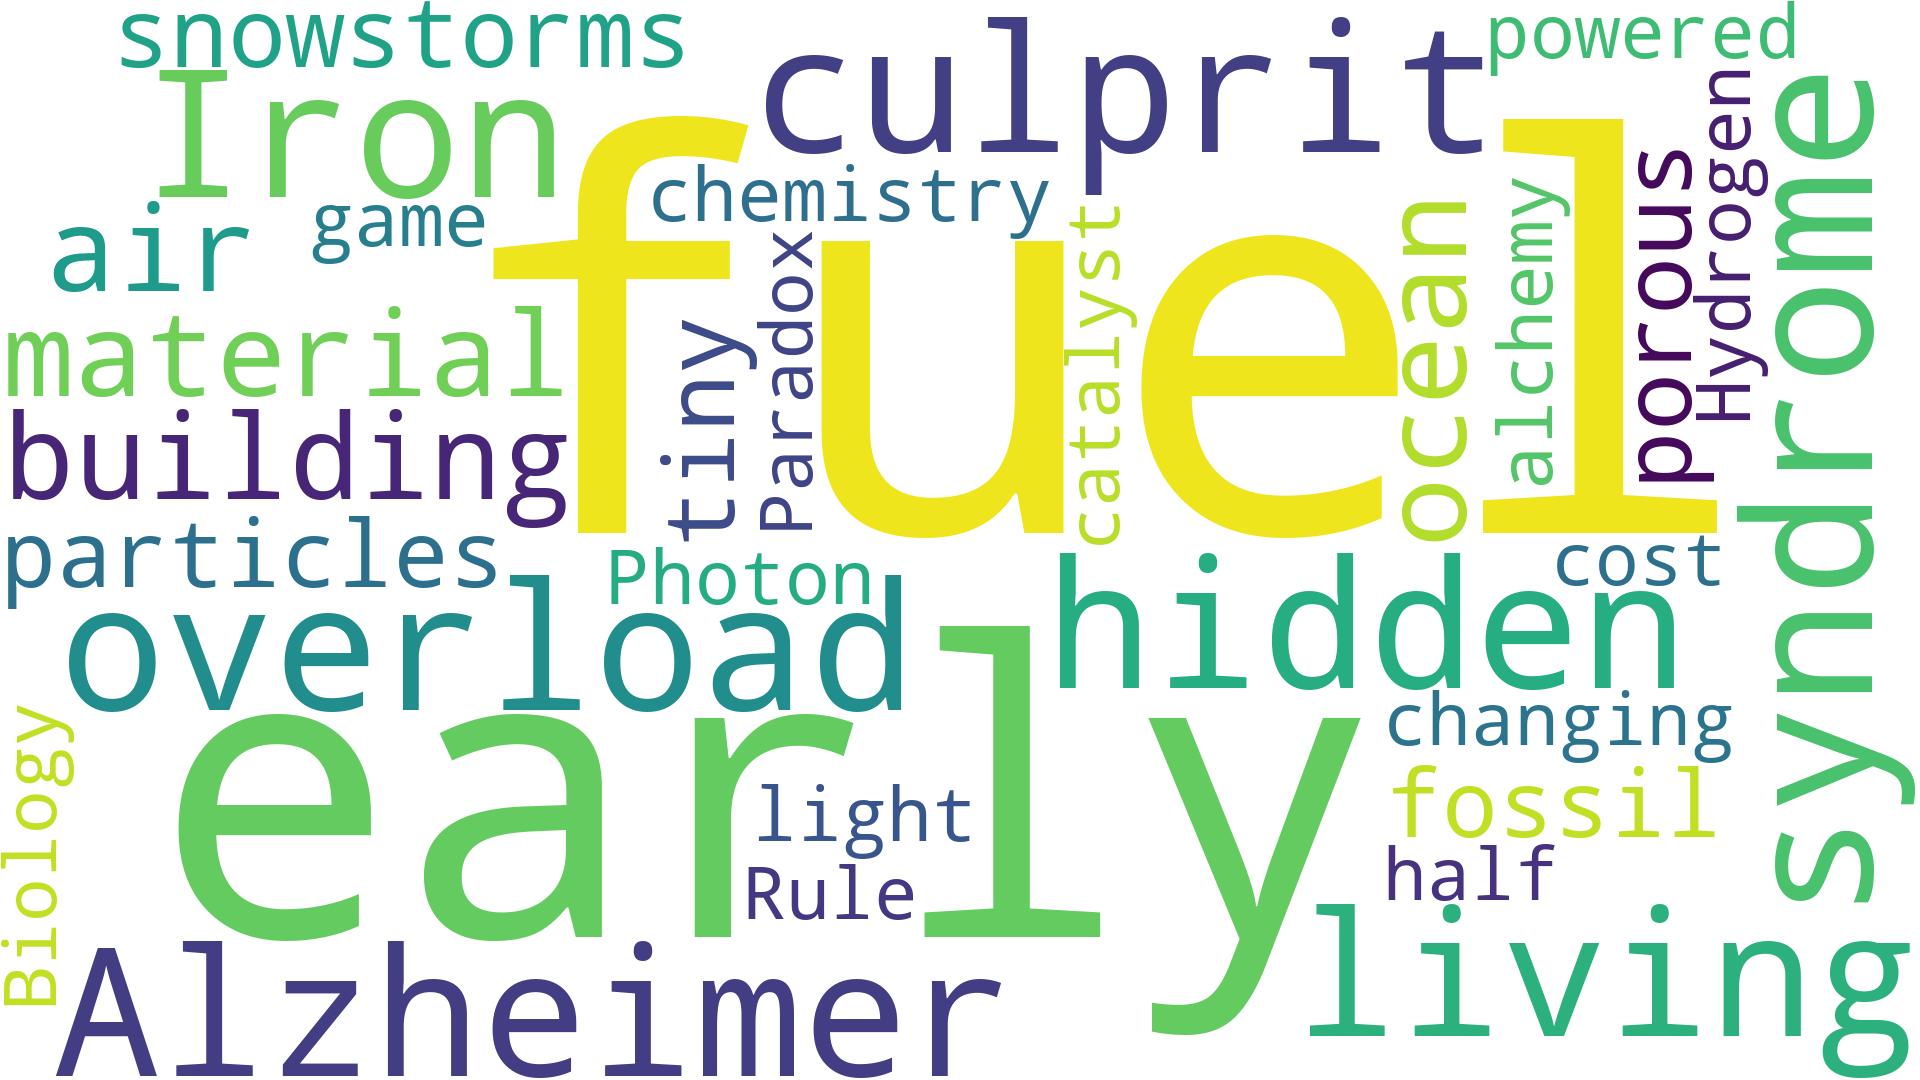 snowstorms
culprit
powered
Iron
fuel
chemistry
air
game
catalyst
ocean
alchemy
porous
Hydrogen
syndrome
material
tiny
Paradox
building
particles
Photon
hidden
cost
overload
early
changing
Biology
light
fossil
Rule
half
Alzheimer
living